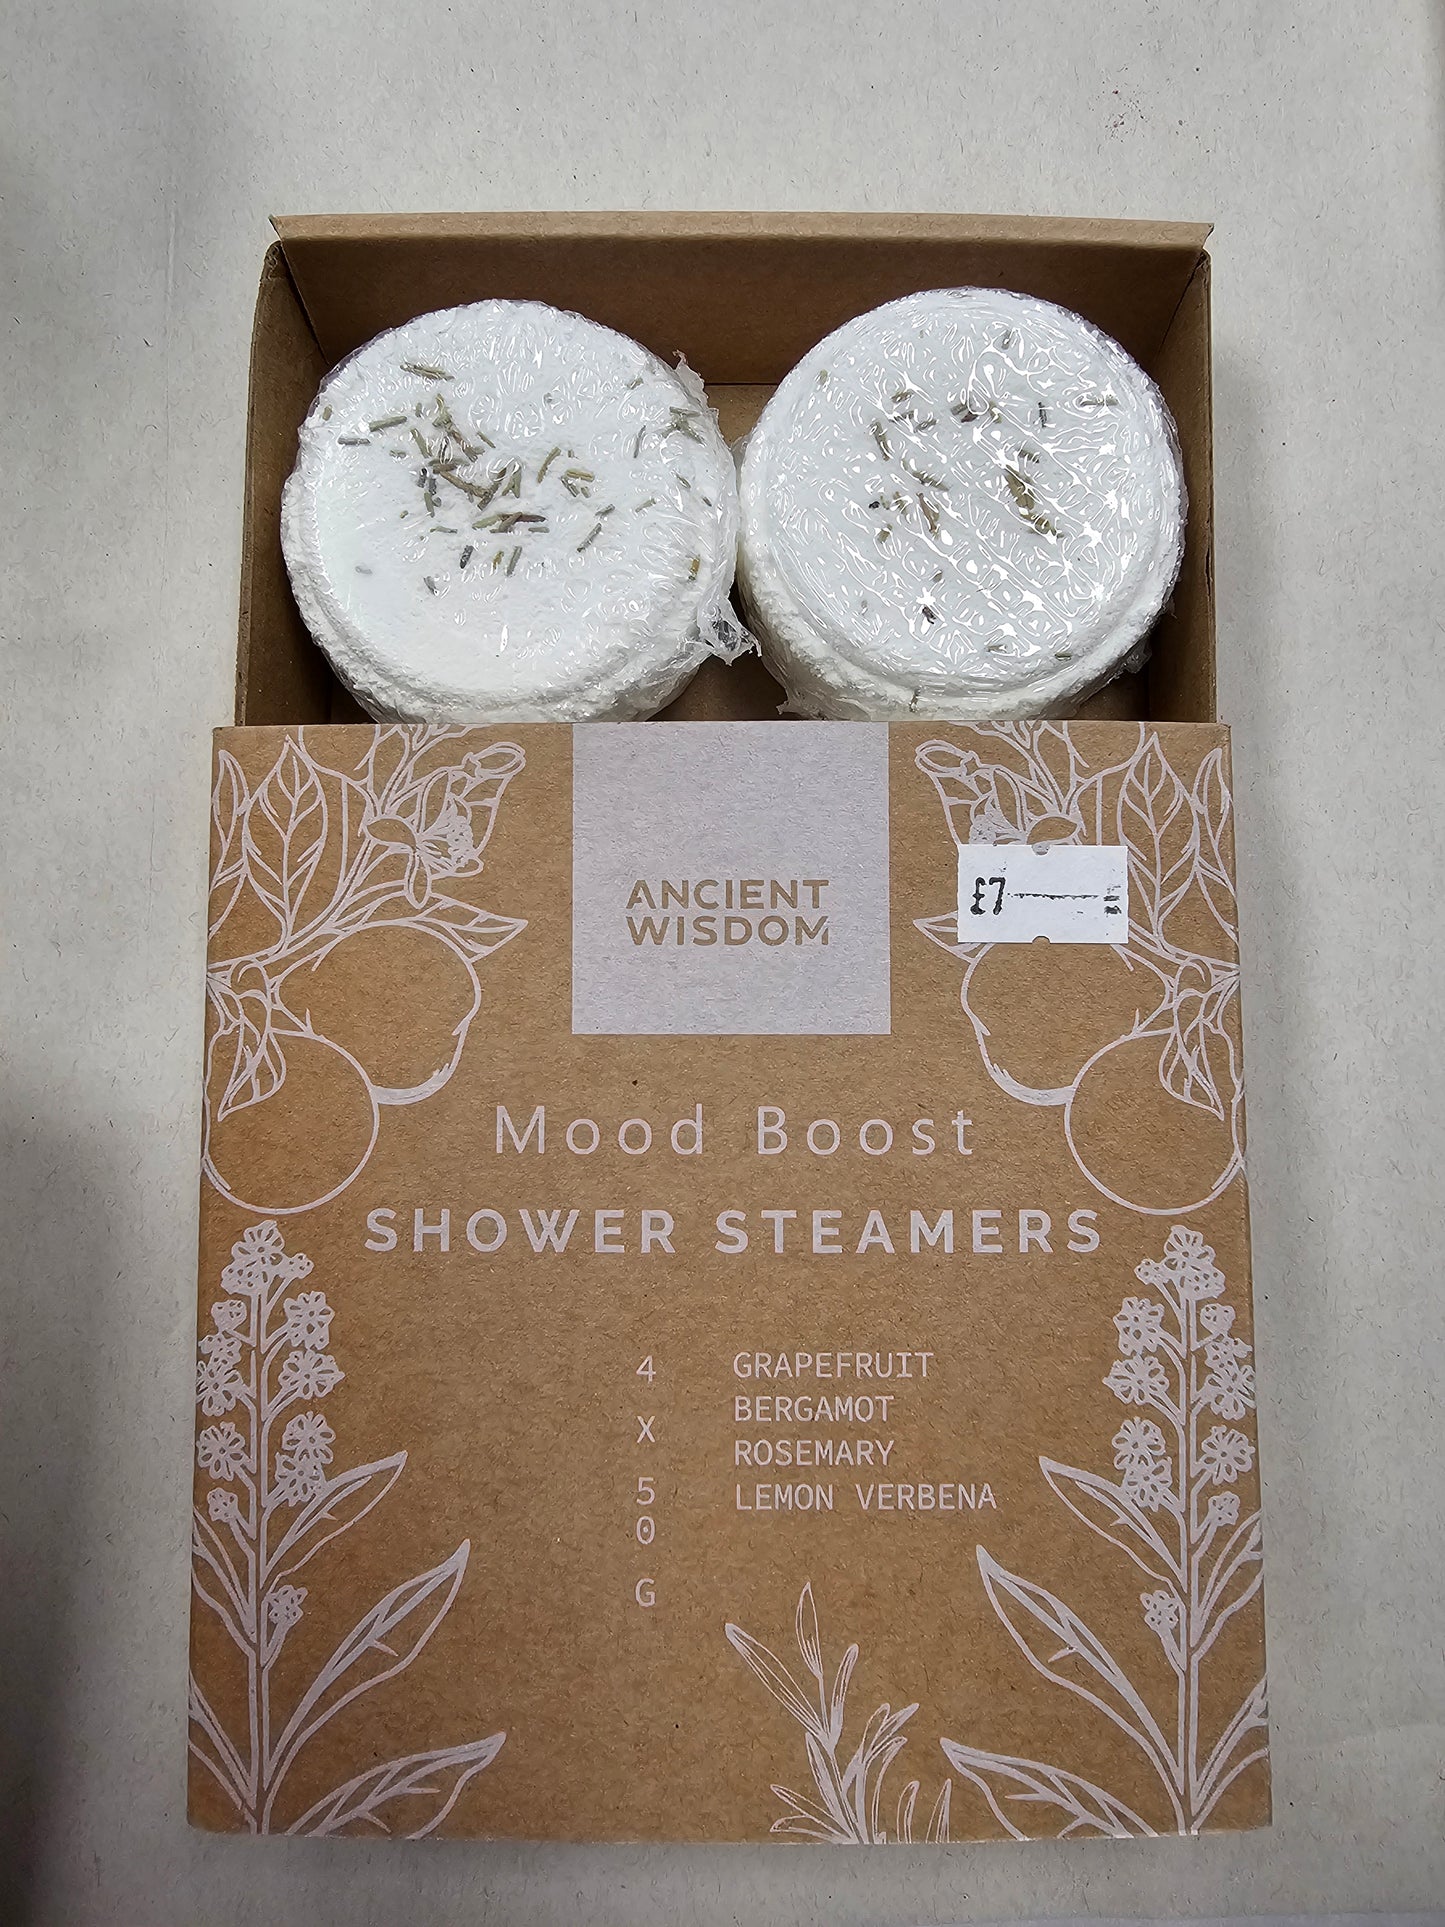 ANCIENT
WISDOM
£7
Mood Boost
SHOWER STEAMERS
4
X
5
0
G
GRAPEFRUIT
BERGAMOT
ROSEMARY
LEMON VERBENA